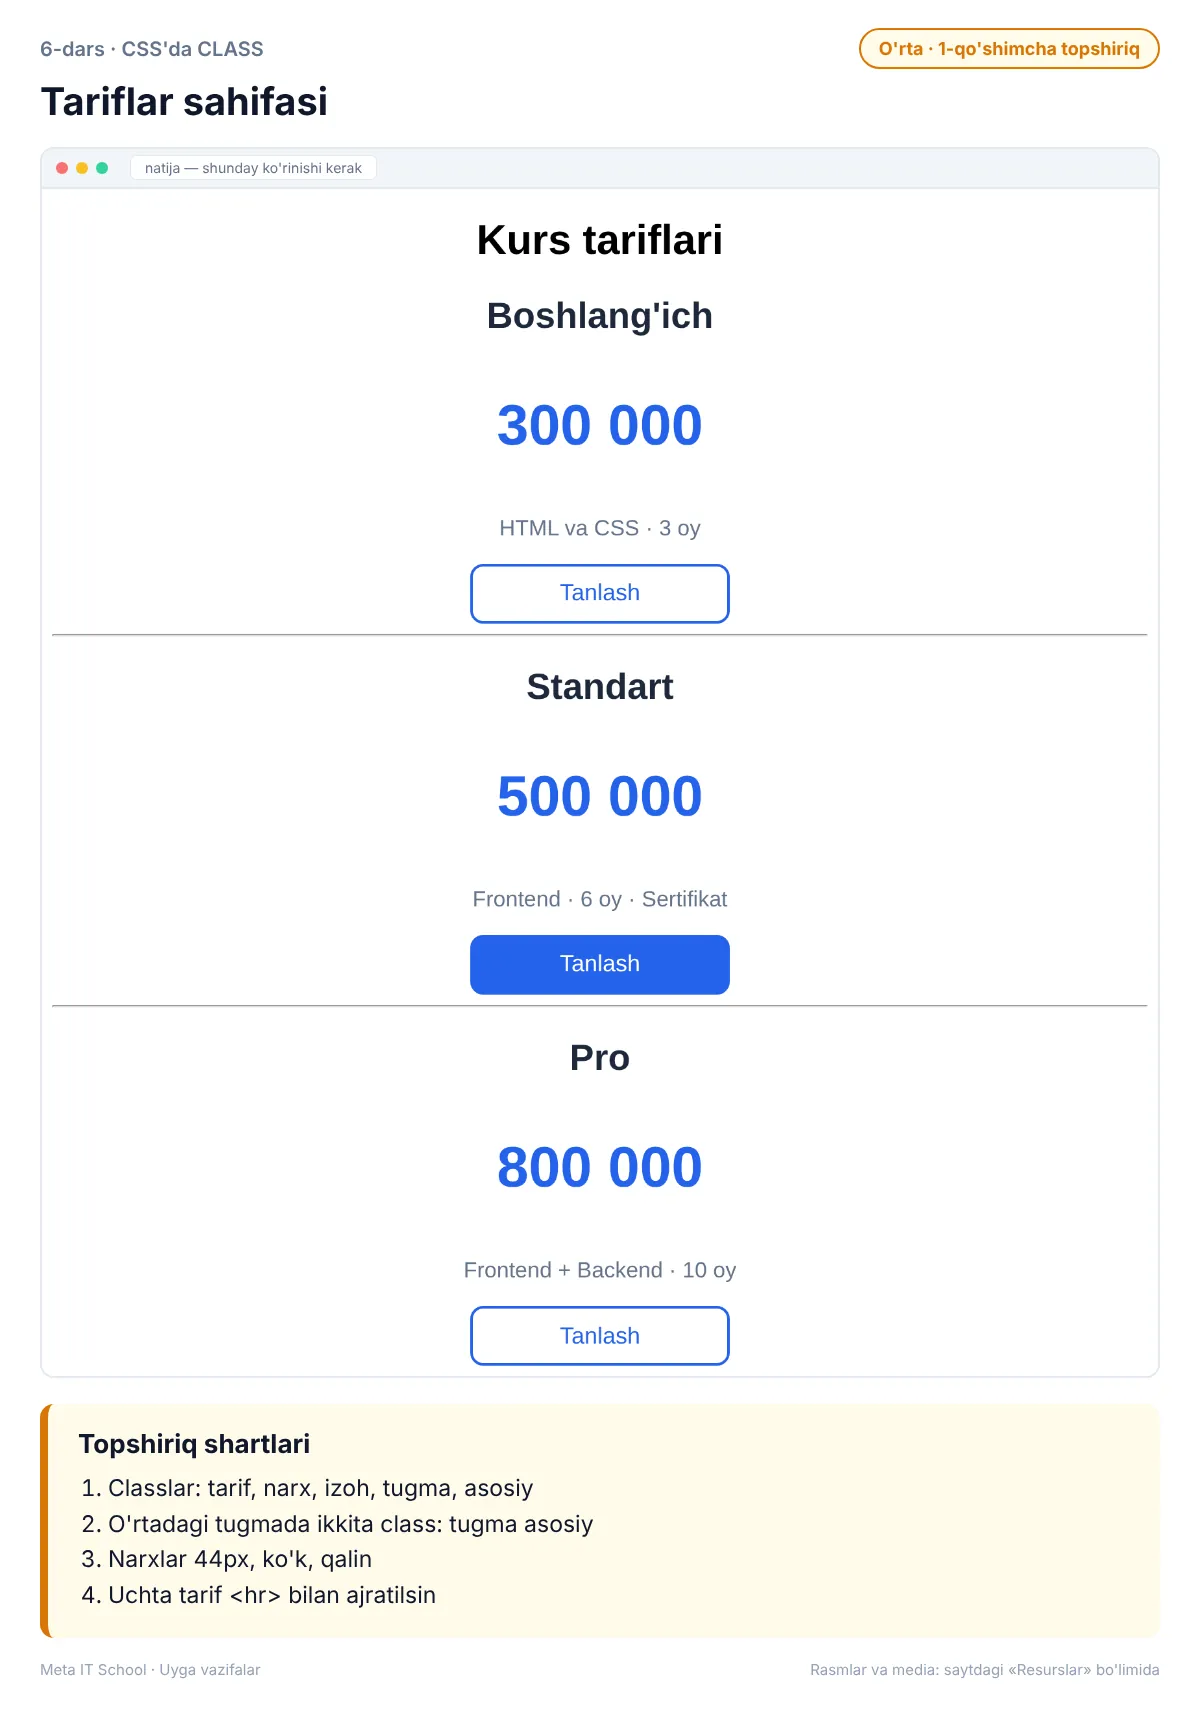 6-dars · CSS'da CLASS
O'rta · 1-qo'shimcha topshiriq
Tariflar sahifasi
natija — shunday ko'rinishi kerak
Kurs tariflari
Boshlang'ich
300 000
HTML va CSS · 3 oy
Tanlash
Standart
500 000
Frontend · 6 oy · Sertifikat
Tanlash
Pro
800 000
Frontend + Backend · 10 oy
Tanlash
Topshiriq shartlari
1. Classlar: tarif, narx, izoh, tugma, asosiy
2. O'rtadagi tugmada ikkita class: tugma asosiy
3. Narxlar 44px, ko'k, qalin
4. Uchta tarif <hr> bilan ajratilsin
Meta IT School · Uyga vazifalar
Rasmlar va media: saytdagi «Resurslar» bo'limida